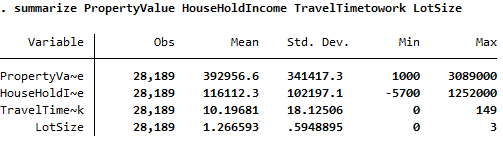 . summarize PropertyValue HouseHoldIncome TravelTimetowork LotSize
Variable | Obs Mean Std. Dev. Min Max
PropertyVa~e | 28,189 392956.6 341417.3 1000 3089000
HouseHoldI~e | 28,189 116112.3 102197.1 -5700 1252000
TravelTime~k | 28,189 10.19681 18.12506 0 149
LotSize | 28,189 1.266593 .5948895 0 3